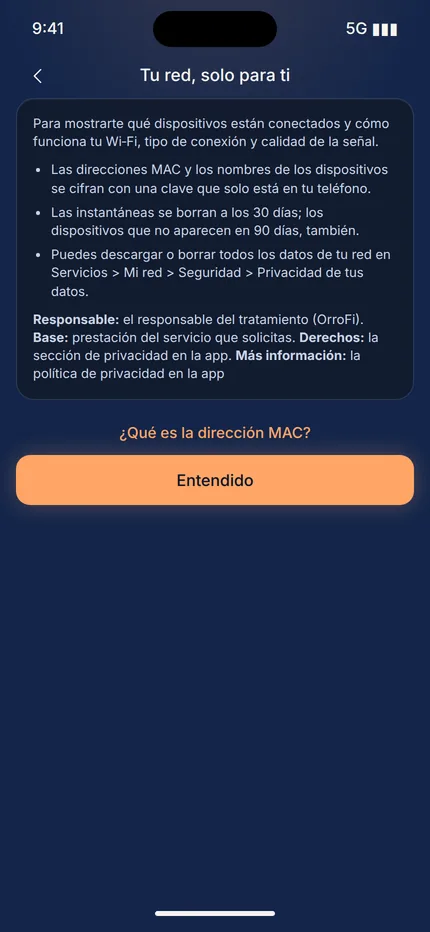 9:41
5G
Tu red, solo para ti
Para mostrarte qué dispositivos están conectados y cómo
funciona tu Wi-Fi, tipo de conexión y calidad de la señal.
• Las direcciones MAC y los nombres de los dispositivos
se cifran con una clave que solo está en tu teléfono.
• Las instantáneas se borran a los 30 días; los
dispositivos que no aparecen en 90 días, también.
• Puedes descargar o borrar todos los datos de tu red en
Servicios > Mi red > Seguridad > Privacidad de tus
datos.
Responsable: el responsable del tratamiento (OrroFi).
Base: prestación del servicio que solicitas. Derechos: la
sección de privacidad en la app. Más información: la
política de privacidad en la app
¿Qué es la dirección MAC?
Entendido